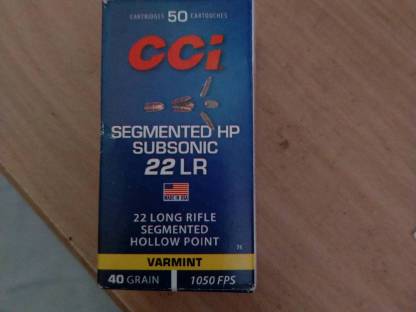 CARTRIDGES 50 CARTOUCHES
CCi
SEGMENTED HP
SUBSONIC
22 LR
MADE IN USA
22 LONG RIFLE
SEGMENTED
HOLLOW POINT
VARMINT
40 GRAIN 1050 FPS